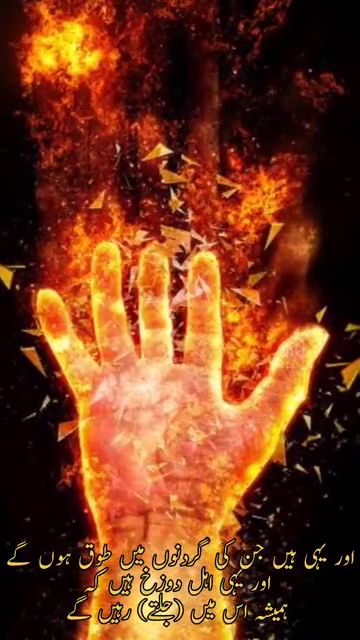 اور یہی ہیں جن کی گردنوں میں طوق ہوں گے
اور یہی اہل دوزخ ہیں کہ
ہمیشہ اس میں (جلتے) رہیں گے